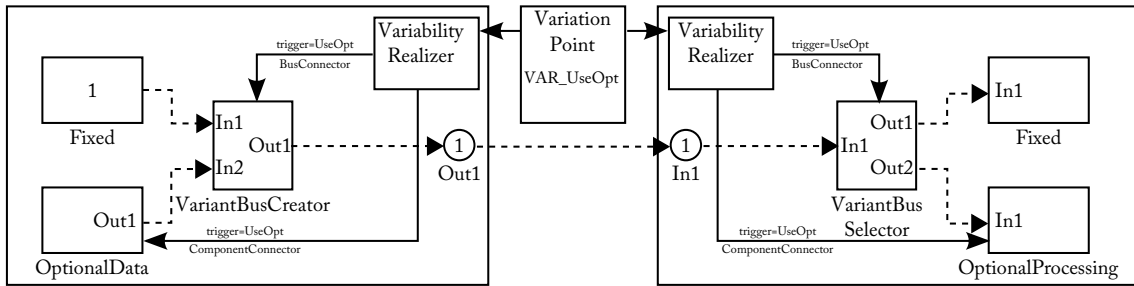 Variability
Realizer
trigger=UseOpt
BusConnector
1
Fixed
In1
In2
Out1
VariantBusCreator
Out1
OptionalData
trigger=UseOpt
ComponentConnector
1
Out1
Variation
Point
VAR_UseOpt
Variability
Realizer
trigger=UseOpt
BusConnector
1
In1
In1
Out1
Out2
VariantBus
Selector
In1
Fixed
trigger=UseOpt
ComponentConnector
In1
OptionalProcessing